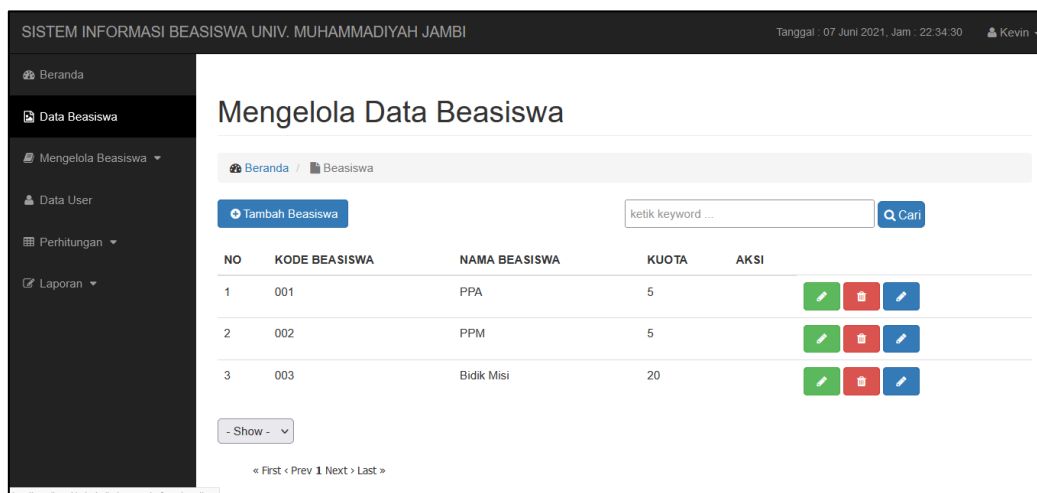 SISTEM INFORMASI BEASISWA UNIV. MUHAMMADIYAH JAMBI
Tanggal : 07 Juni 2021, Jam : 22:34:30 Kevin
Beranda
Data Beasiswa
Mengelola Beasiswa
Data User
Perhitungan
Laporan
Mengelola Data Beasiswa
Beranda / Beasiswa
Tambah Beasiswa
ketik keyword ... Cari
NO KODE BEASISWA NAMA BEASISWA KUOTA AKSI
1 001 PPA 5
2 002 PPM 5
3 003 Bidik Misi 20
- Show -
« First ‹ Prev 1 Next › Last »